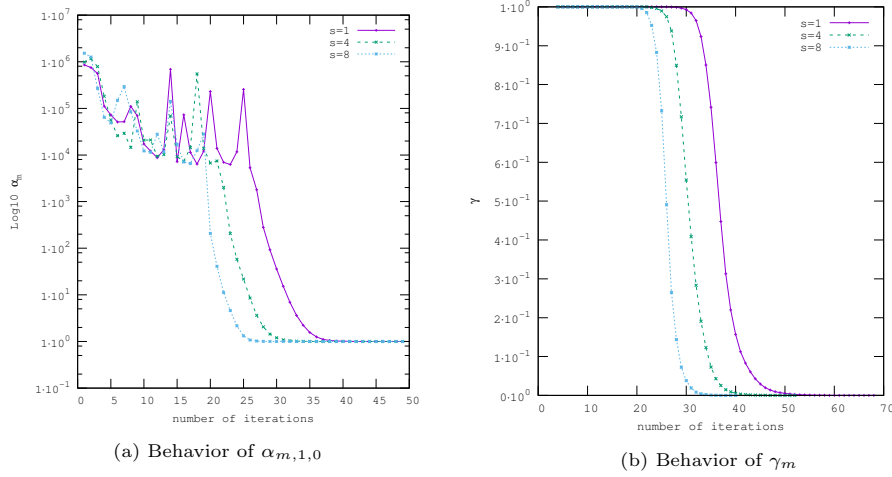 s=1
s=4
s=8
1·10⁷
1·10⁶
1·10⁵
1·10⁴
1·10³
1·10²
1·10¹
1·10⁰
1·10⁻¹
Log10 αₘ
0 5 10 15 20 25 30 35 40 45 50
number of iterations
(a) Behavior of αₘ,₁,₀
s=1
s=4
s=8
1·10⁰
9·10⁻¹
8·10⁻¹
7·10⁻¹
6·10⁻¹
5·10⁻¹
4·10⁻¹
3·10⁻¹
2·10⁻¹
1·10⁻¹
0·10⁰
γ
0 10 20 30 40 50 60 70
number of iterations
(b) Behavior of γₘ